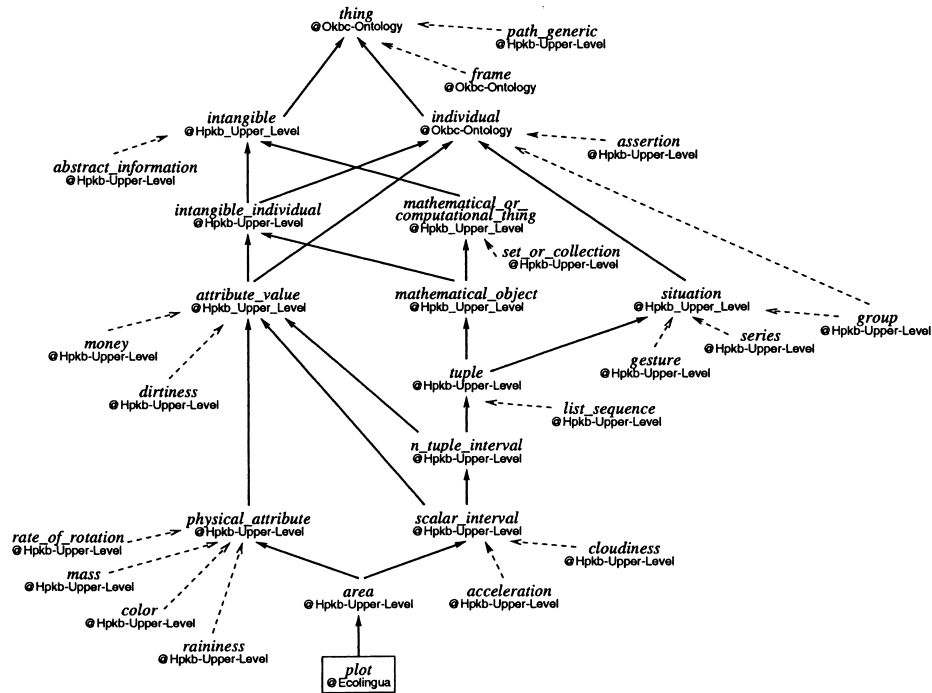 thing
@Okbc-Ontology
path_generic
@Hpkb-Upper-Level
frame
@Okbc-Ontology
intangible
@Hpkb_Upper_Level
individual
@Okbc-Ontology
assertion
@Hpkb-Upper-Level
abstract_information
@Hpkb-Upper-Level
intangible_individual
@Hpkb-Upper-Level
mathematical_or_
computational_thing
@Hpkb_Upper_Level
set_or_collection
@Hpkb-Upper-Level
attribute_value
@Hpkb_Upper_Level
mathematical_object
@Hpkb_Upper_Level
situation
@Hpkb_Upper_Level
group
@Hpkb-Upper-Level
money
@Hpkb-Upper-Level
series
@Hpkb-Upper-Level
gesture
@Hpkb-Upper-Level
dirtiness
@Hpkb-Upper-Level
tuple
@Hpkb-Upper-Level
list_sequence
@Hpkb-Upper-Level
n_tuple_interval
@Hpkb-Upper-Level
physical_attribute
@Hpkb-Upper-Level
scalar_interval
@Hpkb-Upper-Level
rate_of_rotation
@Hpkb-Upper-Level
cloudiness
@Hpkb-Upper-Level
mass
@Hpkb-Upper-Level
area
@Hpkb-Upper-Level
acceleration
@Hpkb-Upper-Level
color
@Hpkb-Upper-Level
raininess
@Hpkb-Upper-Level
plot
@Ecolingua